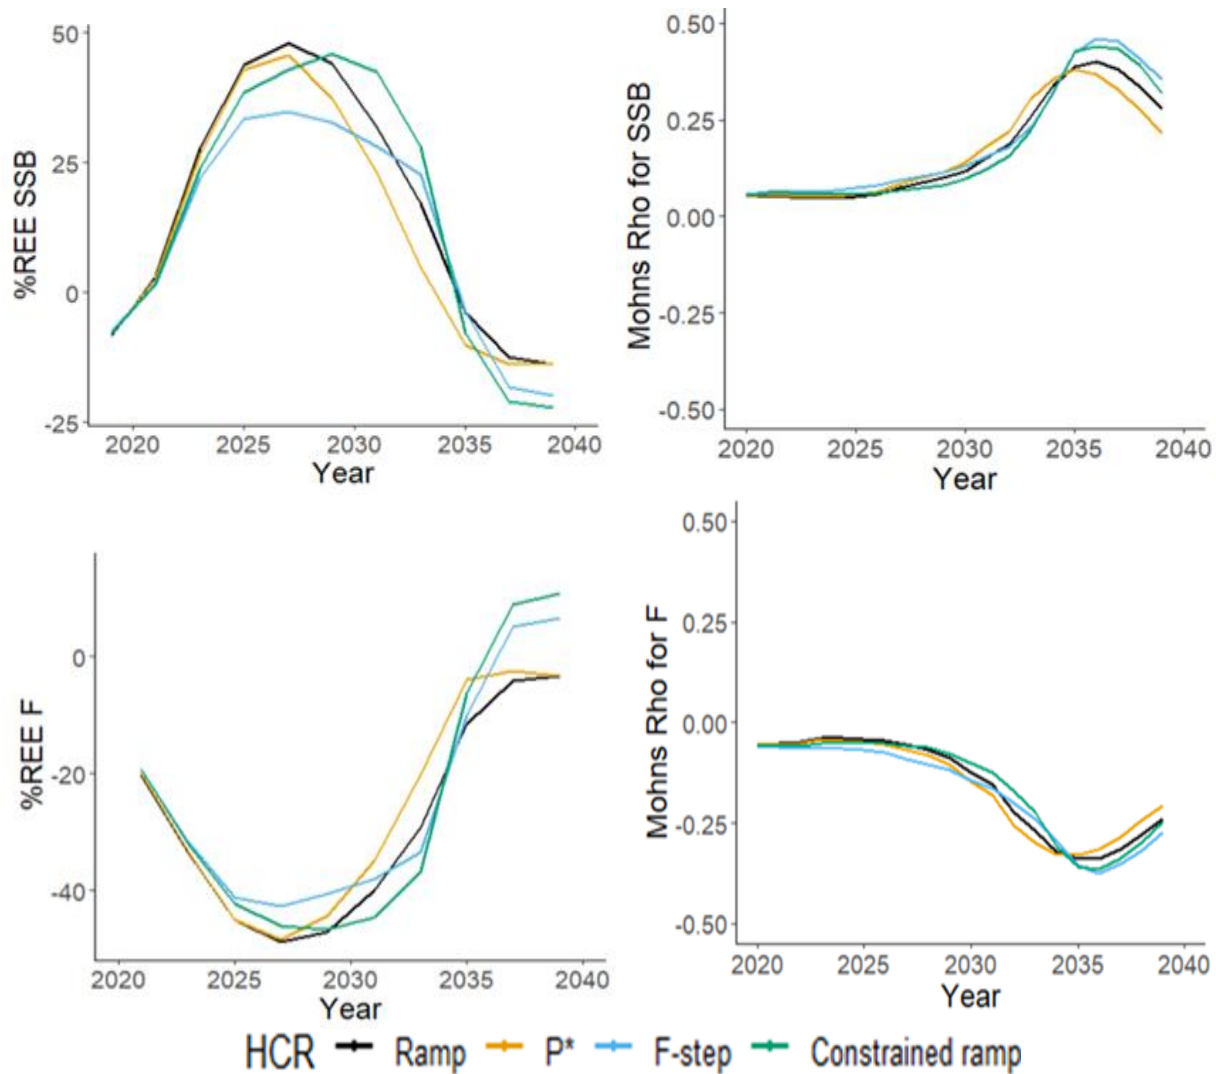 50
25
0
-25
%REE SSB
2020 2025 2030 2035 2040
Year
0.50
0.25
0.00
-0.25
-0.50
Mohns Rho for SSB
2020 2025 2030 2035 2040
Year
0
-20
-40
%REE F
2020 2025 2030 2035 2040
Year
0.50
0.25
0.00
-0.25
-0.50
Mohns Rho for F
2020 2025 2030 2035 2040
Year
HCR Ramp P* F-step Constrained ramp